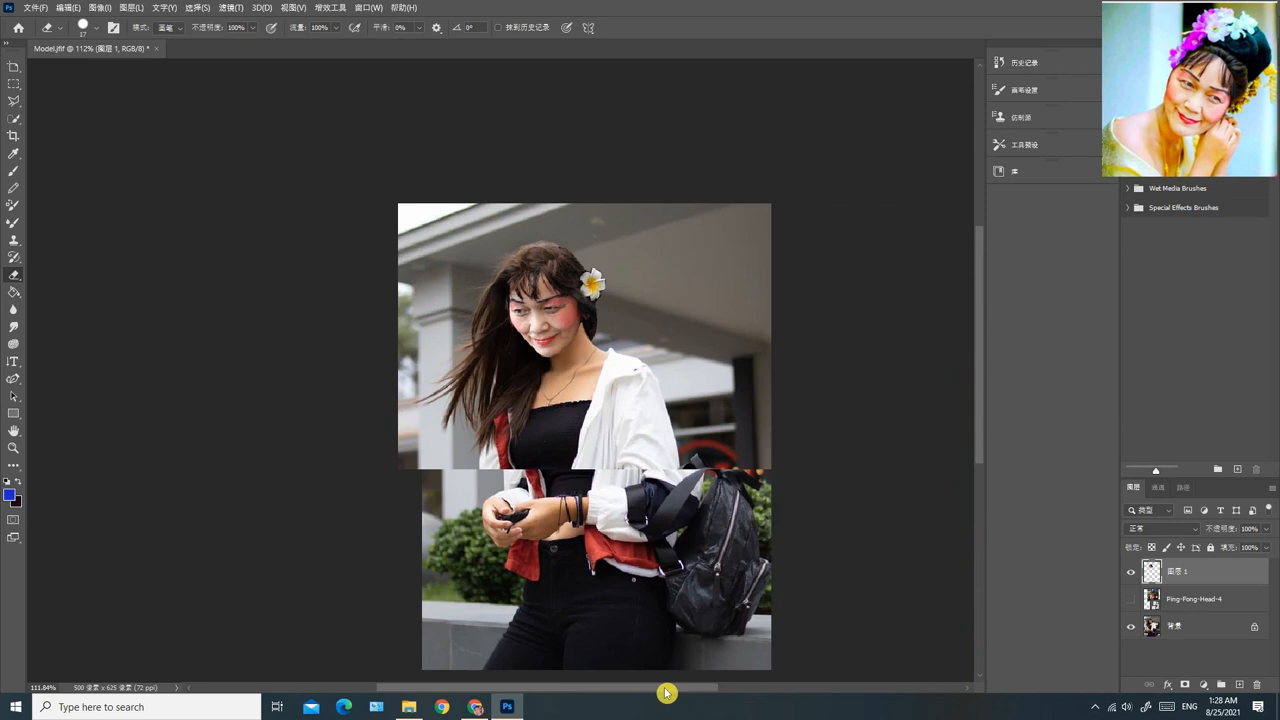 文件(F) 编辑(E) 图像(I) 图层(L) 文字(Y) 选择(S) 滤镜(T) 3D(D) 视图(V) 增效工具 窗口(W) 帮助(H)
17 模式: 画笔 不透明度: 100% 流量: 100% 平滑: 0% 0° 抹到历史记录
Model.jfif @ 112% (图层 1, RGB/8) *
历史记录
画笔设置
仿制源
工具预设
库
Wet Media Brushes
Special Effects Brushes
图层 通道 路径
类型
正常 不透明度: 100%
锁定: 填充: 100%
图层 1
Ping-Fong-Head-4
背景
111.84% 500 像素 x 625 像素 (72 ppi)
Type here to search
Ps
ENG
1:28 AM
8/25/2021